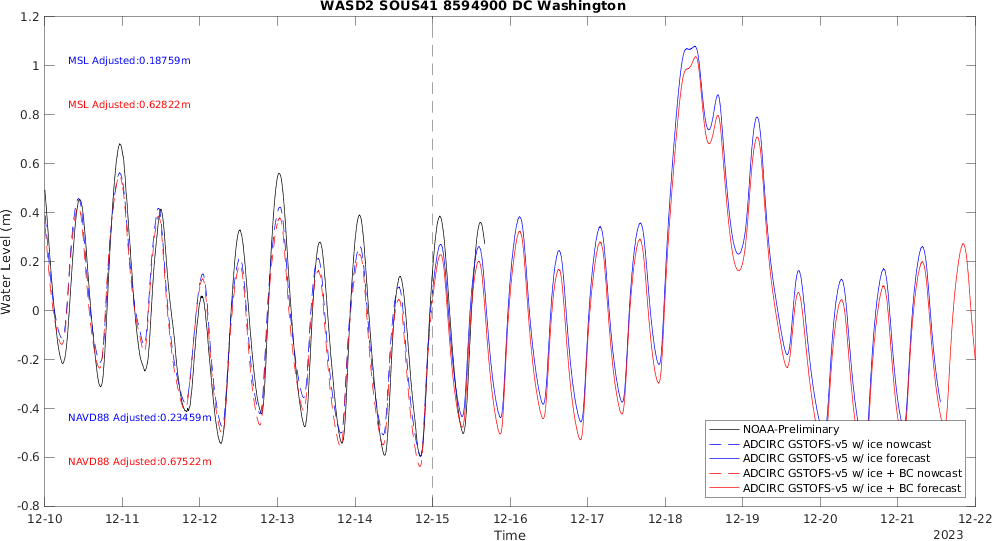 WASD2 SOUS41 8594900 DC Washington
1.2
1
0.8
0.6
0.4
0.2
0
-0.2
-0.4
-0.6
-0.8
Water Level (m)
MSL Adjusted:0.18759m
MSL Adjusted:0.62822m
NAVD88 Adjusted:0.23459m
NAVD88 Adjusted:0.67522m
NOAA-Preliminary
ADCIRC GSTOFS-v5 w/ ice nowcast
ADCIRC GSTOFS-v5 w/ ice forecast
ADCIRC GSTOFS-v5 w/ ice + BC nowcast
ADCIRC GSTOFS-v5 w/ ice + BC forecast
12-10 12-11 12-12 12-13 12-14 12-15 12-16 12-17 12-18 12-19 12-20 12-21 12-22
Time
2023